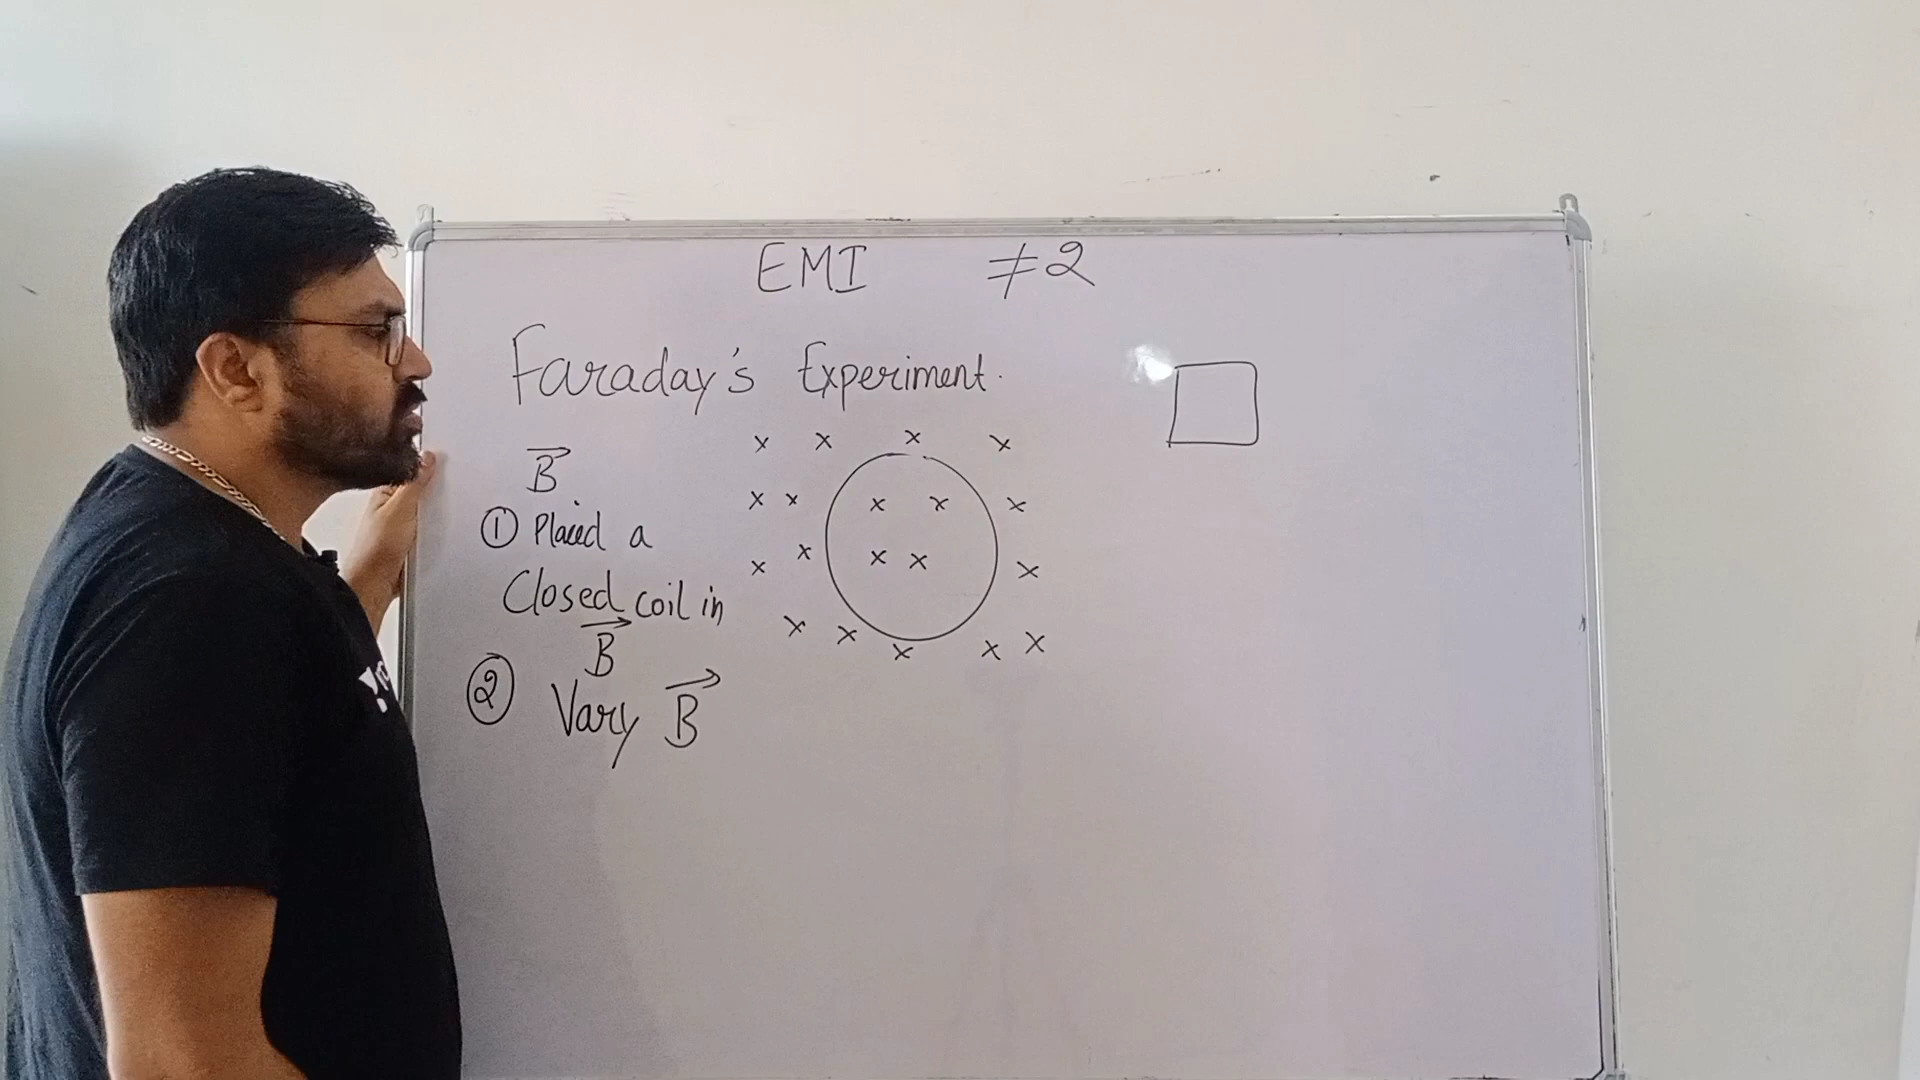 EMI #2
Faraday's Experiment.
B
① Placed a
Closed coil in
B
② Vary B
x x x x
x x x x x
x x x x x
x x x x x